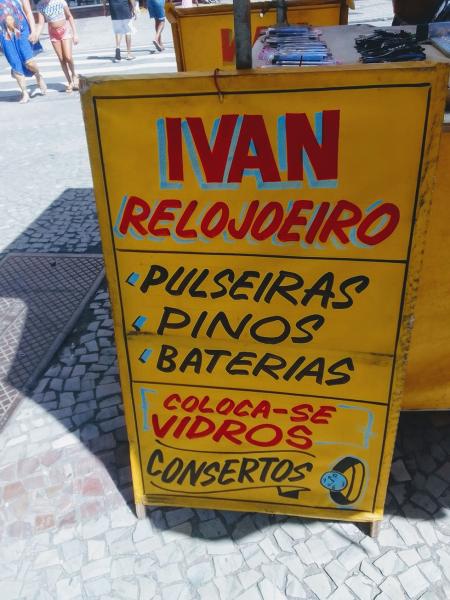 IVAN
RELOJOEIRO
PULSEIRAS
PINOS
BATERIAS
COLOCA-SE
VIDROS
CONSERTOS